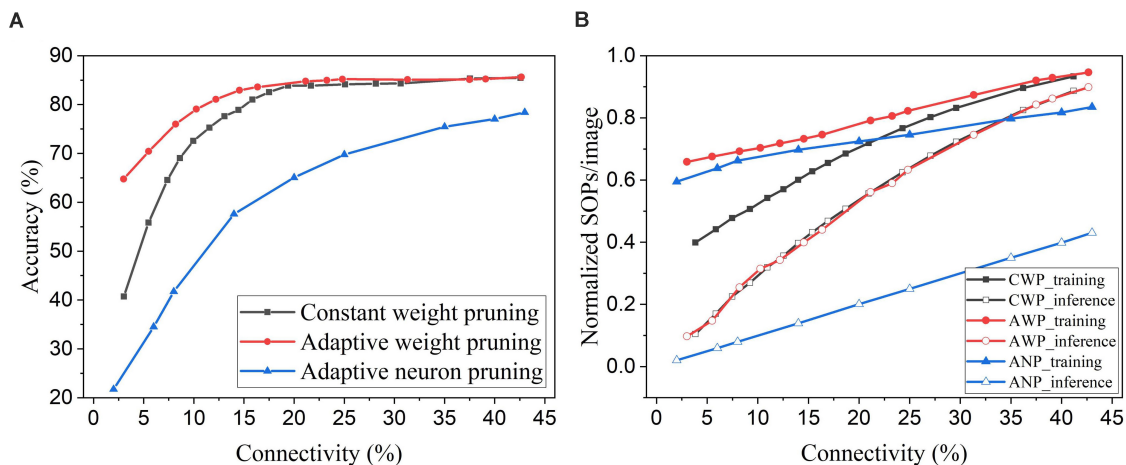 A
Accuracy (%)
90
80
70
60
50
40
30
20
0 5 10 15 20 25 30 35 40 45
Connectivity (%)
Constant weight pruning
Adaptive weight pruning
Adaptive neuron pruning
B
Normalized SOPs/image
1.0
0.8
0.6
0.4
0.2
0.0
0 5 10 15 20 25 30 35 40 45
Connectivity (%)
CWP_training
CWP_inference
AWP_training
AWP_inference
ANP_training
ANP_inference